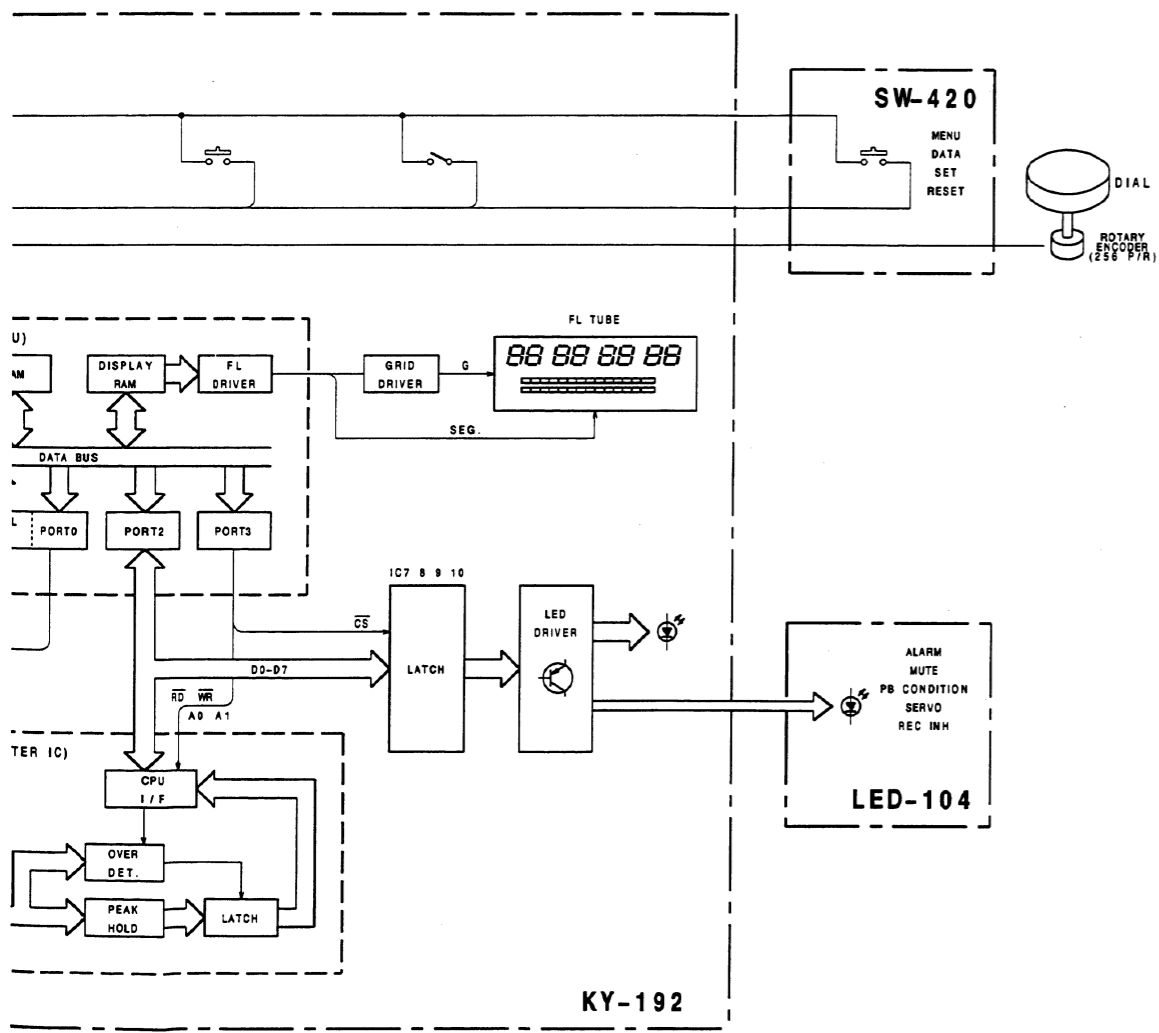 SW-420
MENU
DATA
SET
RESET
DIAL
ROTARY
ENCODER
(256 P/R)
FL TUBE
88 88 88 88
U)
AM
DISPLAY
RAM
FL
DRIVER
GRID
DRIVER
G
SEG.
DATA BUS
L
PORT0
PORT2
PORT3
IC7 8 9 10
CS
LATCH
D0-D7
RD WR
A0 A1
LED
DRIVER
ALARM
MUTE
PB CONDITION
SERVO
REC INH
LED-104
TER IC)
CPU
I/F
OVER
DET.
PEAK
HOLD
LATCH
KY-192